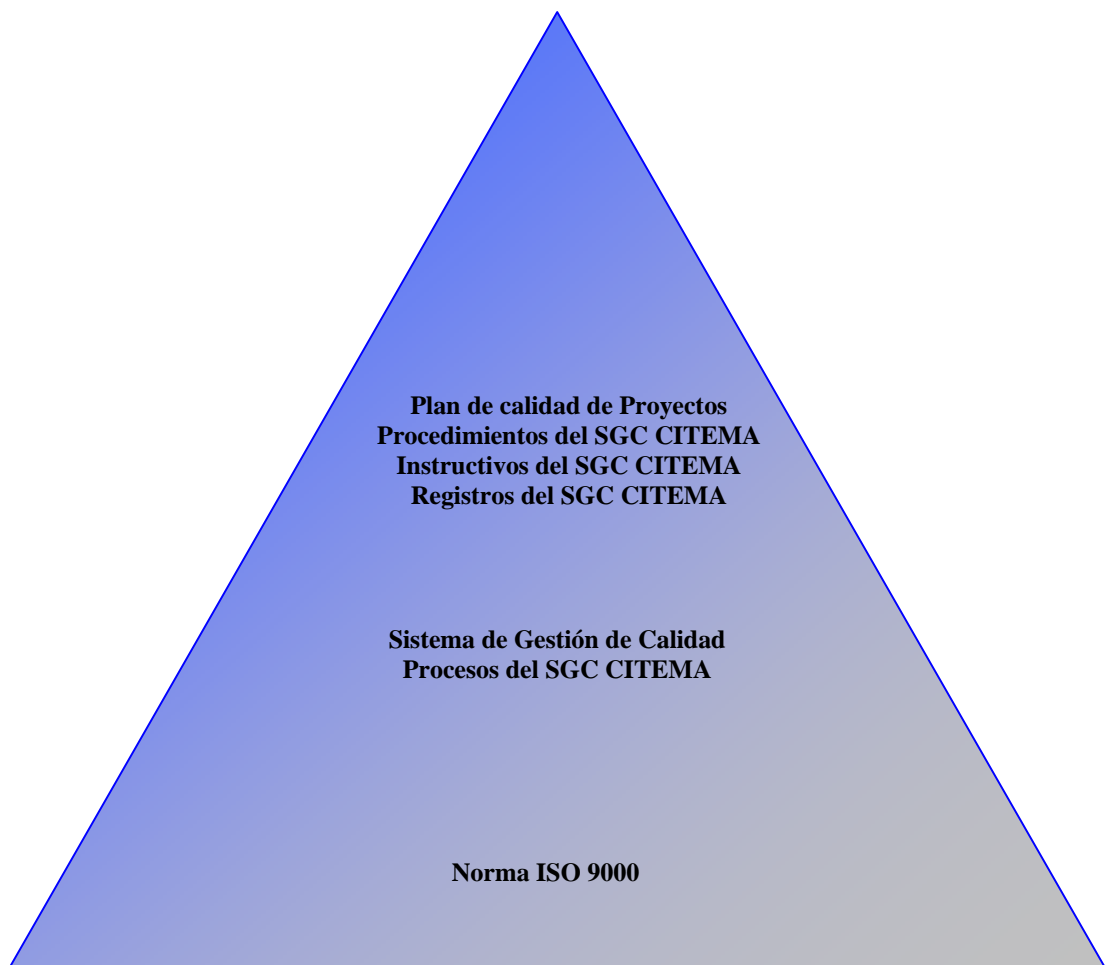 Plan de calidad de Proyectos
Procedimientos del SGC CITEMA
Instructivos del SGC CITEMA
Registros del SGC CITEMA
Sistema de Gestión de Calidad
Procesos del SGC CITEMA
Norma ISO 9000